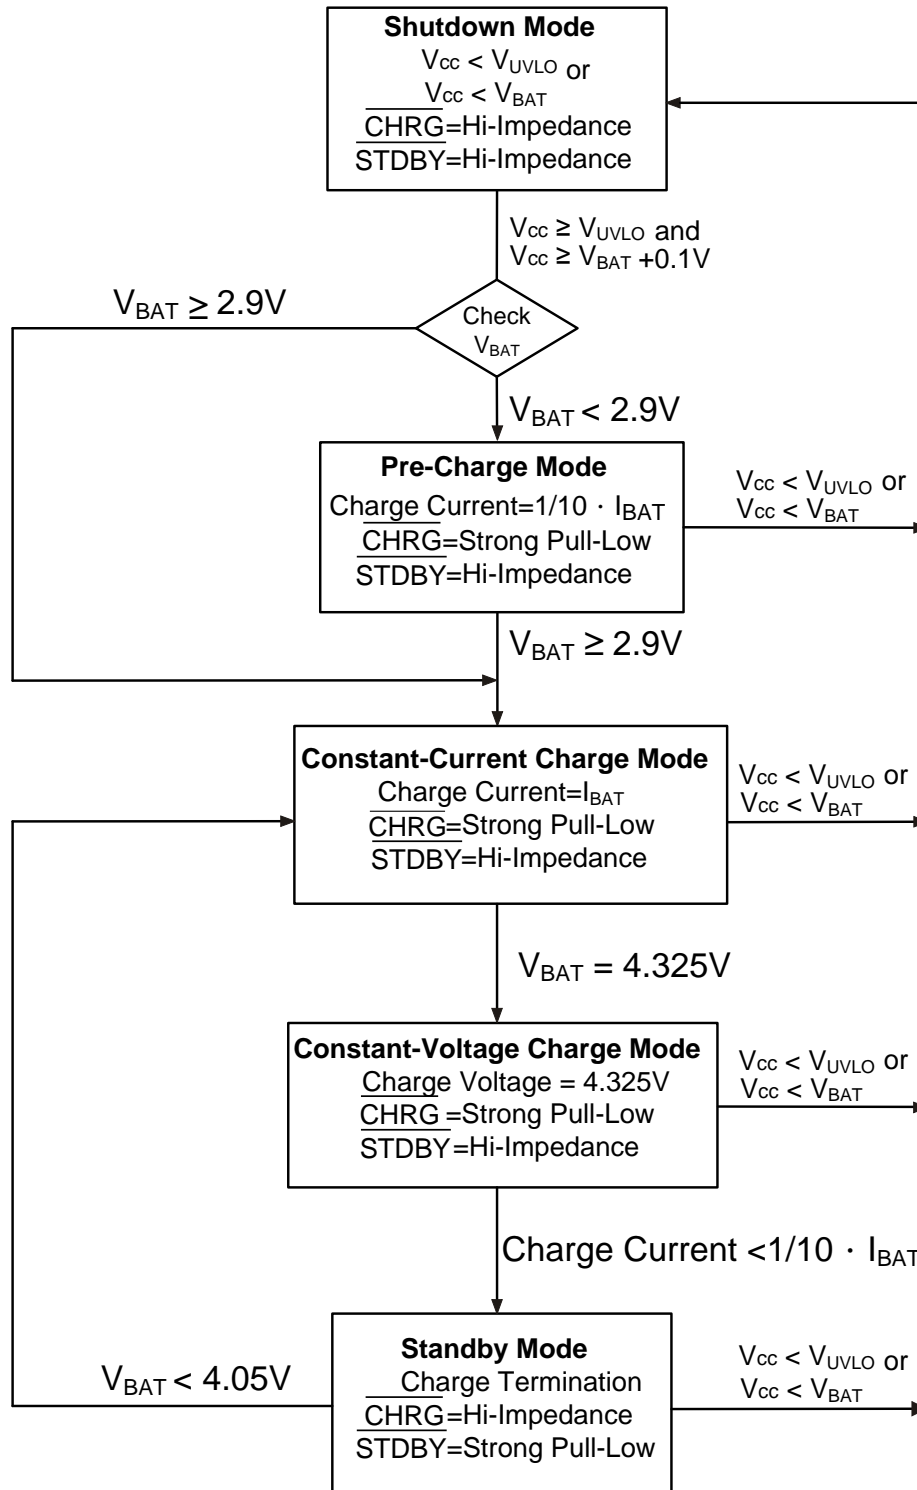 Shutdown Mode
Vcc < VUVLO or
Vcc < VBAT
CHRG=Hi-Impedance
STDBY=Hi-Impedance
Vcc ≥ VUVLO and
Vcc ≥ VBAT +0.1V
VBAT ≥ 2.9V
Check
VBAT
VBAT < 2.9V
Pre-Charge Mode
Charge Current=1/10 · IBAT
CHRG=Strong Pull-Low
STDBY=Hi-Impedance
Vcc < VUVLO or
Vcc < VBAT
VBAT ≥ 2.9V
Constant-Current Charge Mode
Charge Current=IBAT
CHRG=Strong Pull-Low
STDBY=Hi-Impedance
Vcc < VUVLO or
Vcc < VBAT
VBAT = 4.325V
Constant-Voltage Charge Mode
Charge Voltage = 4.325V
CHRG=Strong Pull-Low
STDBY=Hi-Impedance
Vcc < VUVLO or
Vcc < VBAT
Charge Current <1/10 · IBAT
Standby Mode
Charge Termination
CHRG=Hi-Impedance
STDBY=Strong Pull-Low
VBAT < 4.05V
Vcc < VUVLO or
Vcc < VBAT